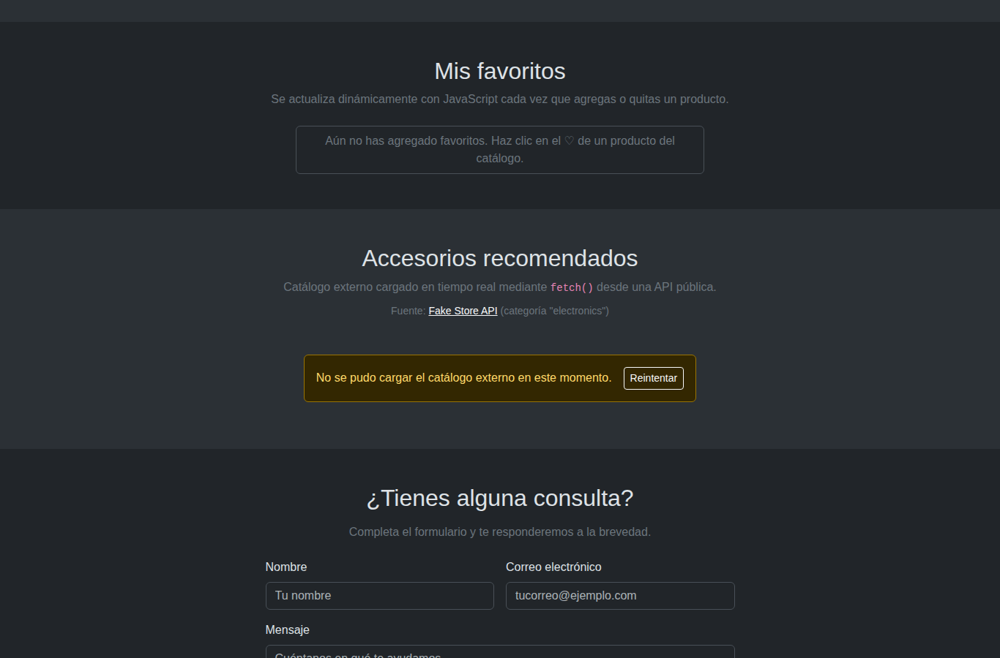 Mis favoritos
Se actualiza dinámicamente con JavaScript cada vez que agregas o quitas un producto.
Aún no has agregado favoritos. Haz clic en el ♡ de un producto del
catálogo.
Accesorios recomendados
Catálogo externo cargado en tiempo real mediante fetch() desde una API pública.
Fuente: Fake Store API (categoría "electronics")
No se pudo cargar el catálogo externo en este momento. Reintentar
¿Tienes alguna consulta?
Completa el formulario y te responderemos a la brevedad.
Nombre Correo electrónico
Tu nombre tucorreo@ejemplo.com
Mensaje
Cuéntanos en qué te ayudamos